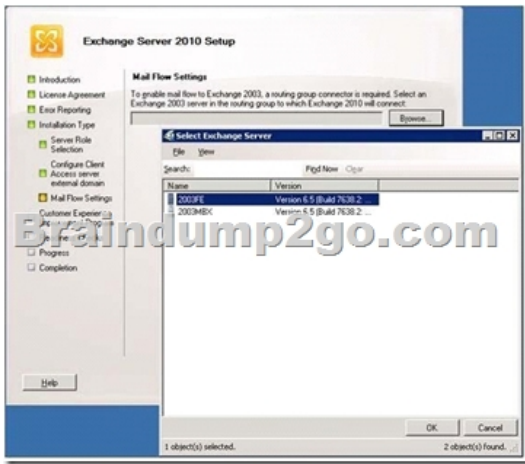 Exchange Server 2010 Setup
Introduction
License Agreement
Error Reporting
Installation Type
Server Role
Selection
Configure Client
Access server
external domain
Mail Flow Settings
Customer Experience
Progress
Completion
Help
Mail Flow Settings
To enable mail flow to Exchange 2003, a routing group connector is required. Select an
Exchange 2003 server in the routing group to which Exchange 2010 will connect:
Browse...
Select Exchange Server
File View
Search: Find Now Clear
Name Version
2003FE Version 6.5 (Build 7638.2: ...
2003MBX Version 6.5 (Build 7638.2: ...
Braindump2go.com
OK Cancel
1 object(s) selected. 2 object(s) found.